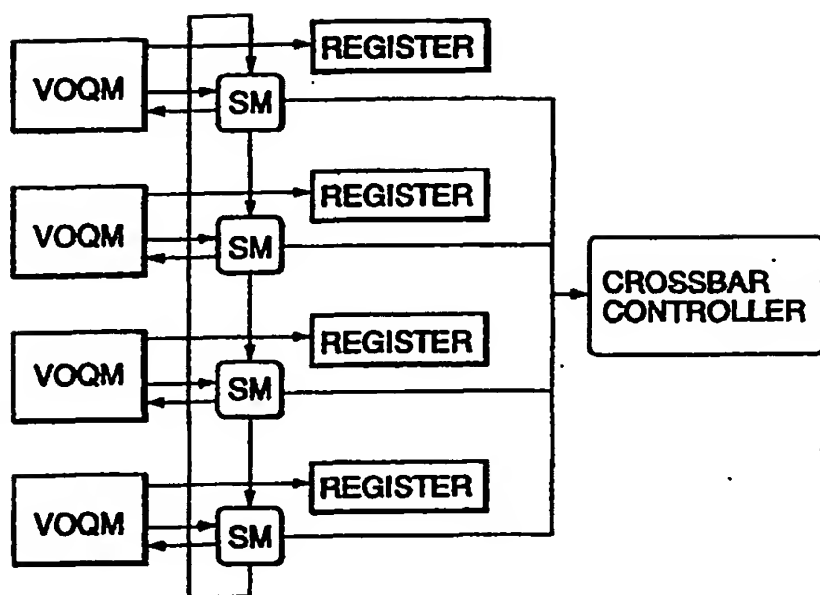 REGISTER
VOQM
SM
REGISTER
VOQM
SM
CROSSBAR
CONTROLLER
REGISTER
VOQM
SM
REGISTER
VOQM
SM